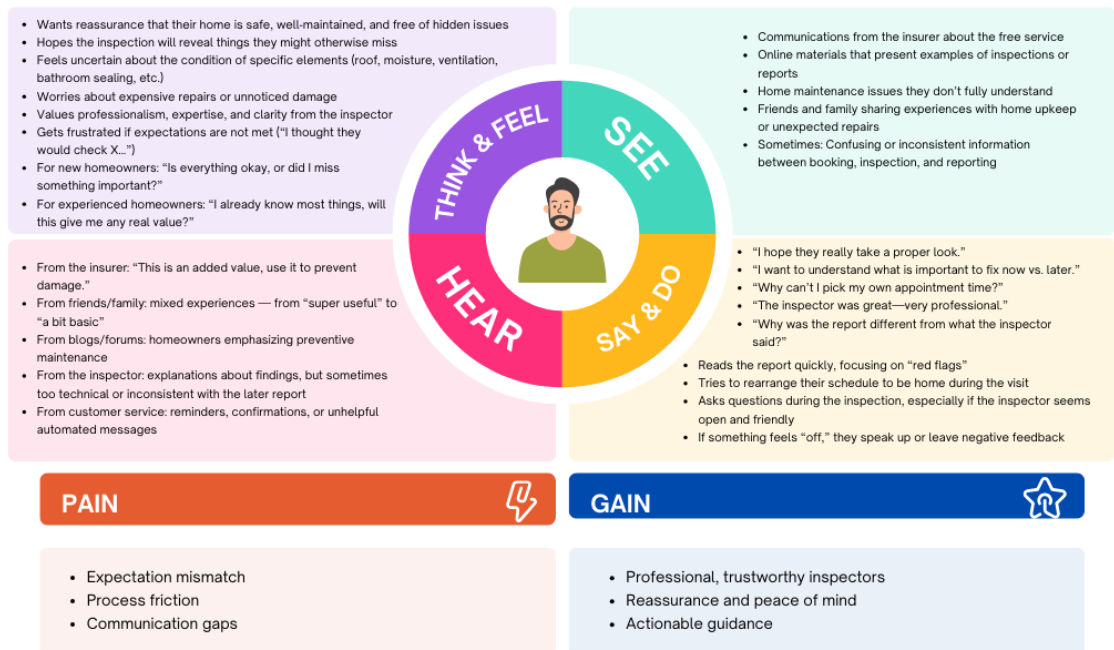 • Wants reassurance that their home is safe, well-maintained, and free of hidden issues
• Hopes the inspection will reveal things they might otherwise miss
• Feels uncertain about the condition of specific elements (roof, moisture, ventilation,
bathroom sealing, etc.)
• Worries about expensive repairs or unnoticed damage
• Values professionalism, expertise, and clarity from the inspector
• Gets frustrated if expectations are not met (“I thought they
would check X…”)
• For new homeowners: “Is everything okay, or did I miss
something important?”
• For experienced homeowners: “I already know most things, will
this give me any real value?”
THINK & FEEL
SEE
• Communications from the insurer about the free service
• Online materials that present examples of inspections or
reports
• Home maintenance issues they don’t fully understand
• Friends and family sharing experiences with home upkeep
or unexpected repairs
• Sometimes: Confusing or inconsistent information
between booking, inspection, and reporting
• From the insurer: “This is an added value, use it to prevent
damage.”
• From friends/family: mixed experiences — from “super useful” to
“a bit basic”
• From blogs/forums: homeowners emphasizing preventive
maintenance
• From the inspector: explanations about findings, but sometimes
too technical or inconsistent with the later report
• From customer service: reminders, confirmations, or unhelpful
automated messages
HEAR
SAY & DO
• “I hope they really take a proper look.”
• “I want to understand what is important to fix now vs. later.”
• “Why can’t I pick my own appointment time?”
• “The inspector was great—very professional.”
• “Why was the report different from what the inspector
said?”
• Reads the report quickly, focusing on “red flags”
• Tries to rearrange their schedule to be home during the visit
• Asks questions during the inspection, especially if the inspector seems
open and friendly
• If something feels “off,” they speak up or leave negative feedback
PAIN
• Expectation mismatch
• Process friction
• Communication gaps
GAIN
• Professional, trustworthy inspectors
• Reassurance and peace of mind
• Actionable guidance